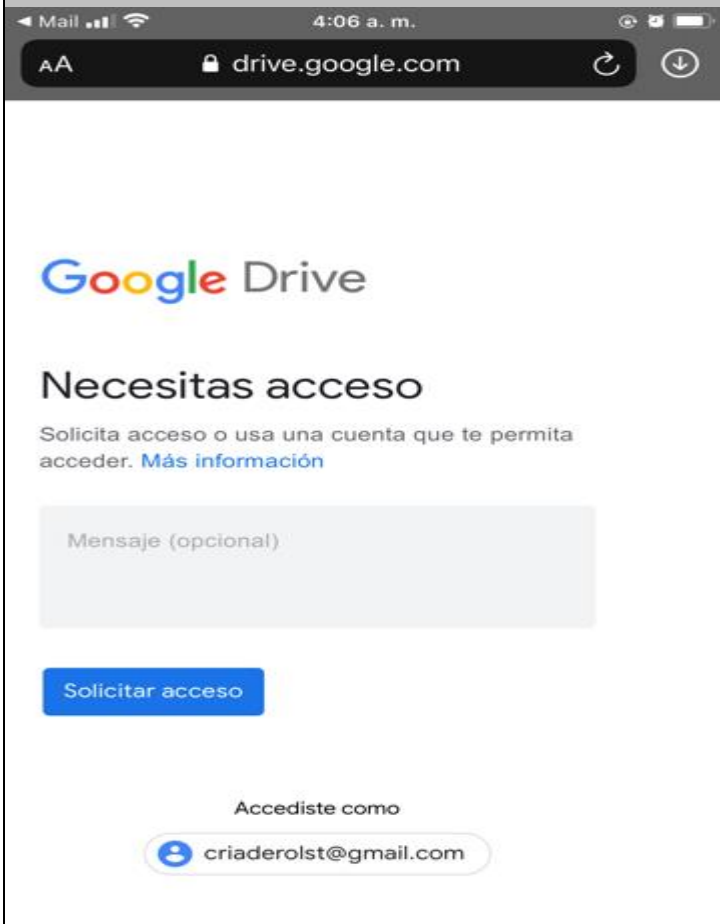 Mail 4:06 a. m.
AA drive.google.com
Google Drive
Necesitas acceso
Solicita acceso o usa una cuenta que te permita
acceder. Más información
Mensaje (opcional)
Solicitar acceso
Accediste como
criaderolst@gmail.com